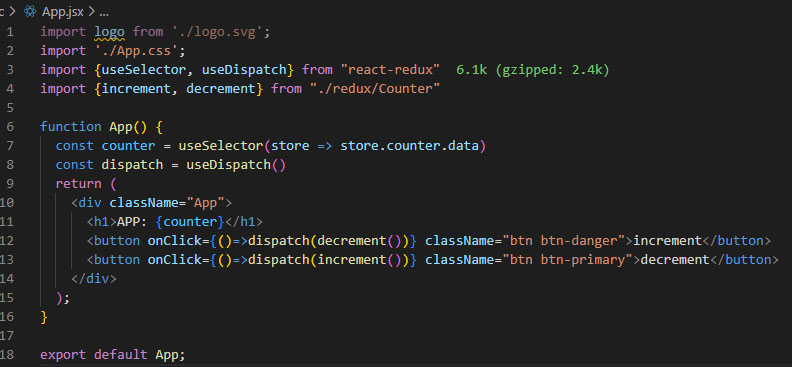 c > App.jsx > ...
1 import logo from './logo.svg';
2 import './App.css';
3 import {useSelector, useDispatch} from "react-redux" 6.1k (gzipped: 2.4k)
4 import {increment, decrement} from "./redux/Counter"
5
6 function App() {
7 const counter = useSelector(store => store.counter.data)
8 const dispatch = useDispatch()
9 return (
10 <div className="App">
11 <h1>APP: {counter}</h1>
12 <button onClick={()=>dispatch(decrement())} className="btn btn-danger">increment</button>
13 <button onClick={()=>dispatch(increment())} className="btn btn-primary">decrement</button>
14 </div>
15 );
16 }
17
18 export default App;